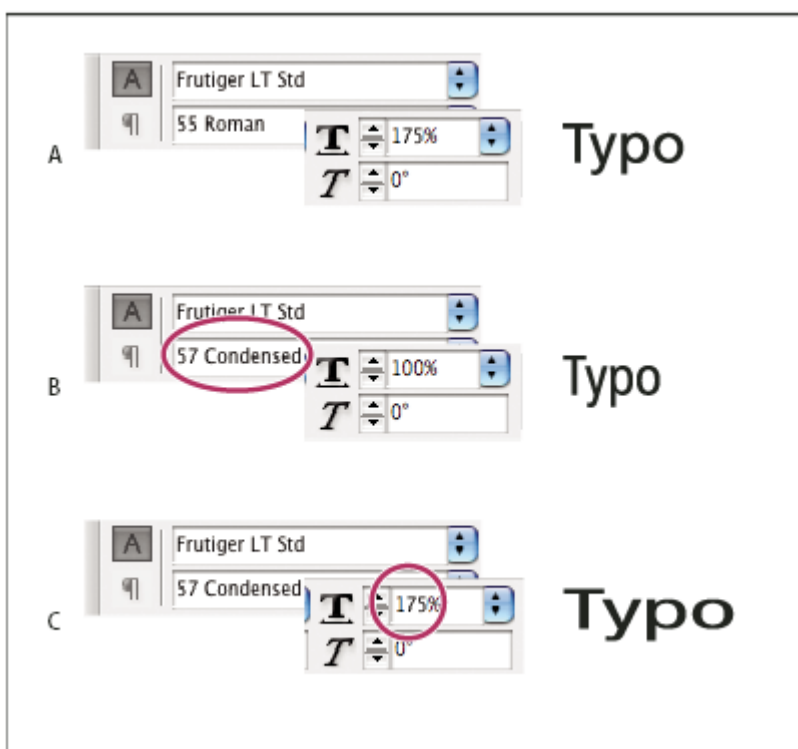 A
Frutiger LT Std
¶
55 Roman
T
175%
T
0°
Typo
A
B
Frutiger LT Std
¶
57 Condensed
T
100%
T
0°
Typo
A
C
Frutiger LT Std
¶
57 Condensed
T
175%
T
0°
Typo